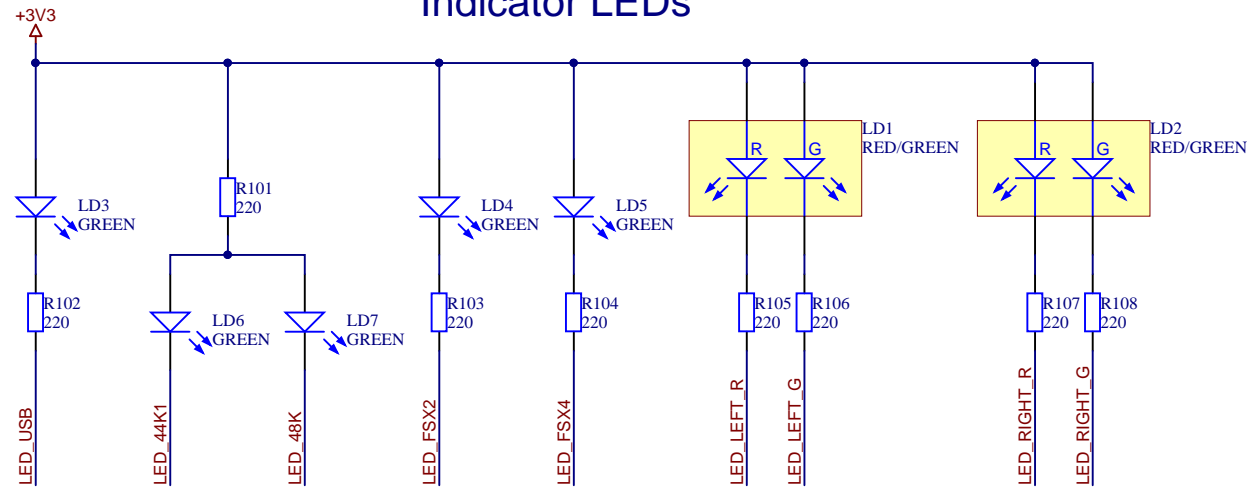 Indicator LEDs
+3V3
LD1
RED/GREEN
LD2
RED/GREEN
R
G
R
G
R101
220
LD3
GREEN
LD4
GREEN
LD5
GREEN
R102
220
LD6
GREEN
LD7
GREEN
R103
220
R104
220
R105
220
R106
220
R107
220
R108
220
LED_USB
LED_44K1
LED_48K
LED_FSX2
LED_FSX4
LED_LEFT_R
LED_LEFT_G
LED_RIGHT_R
LED_RIGHT_G